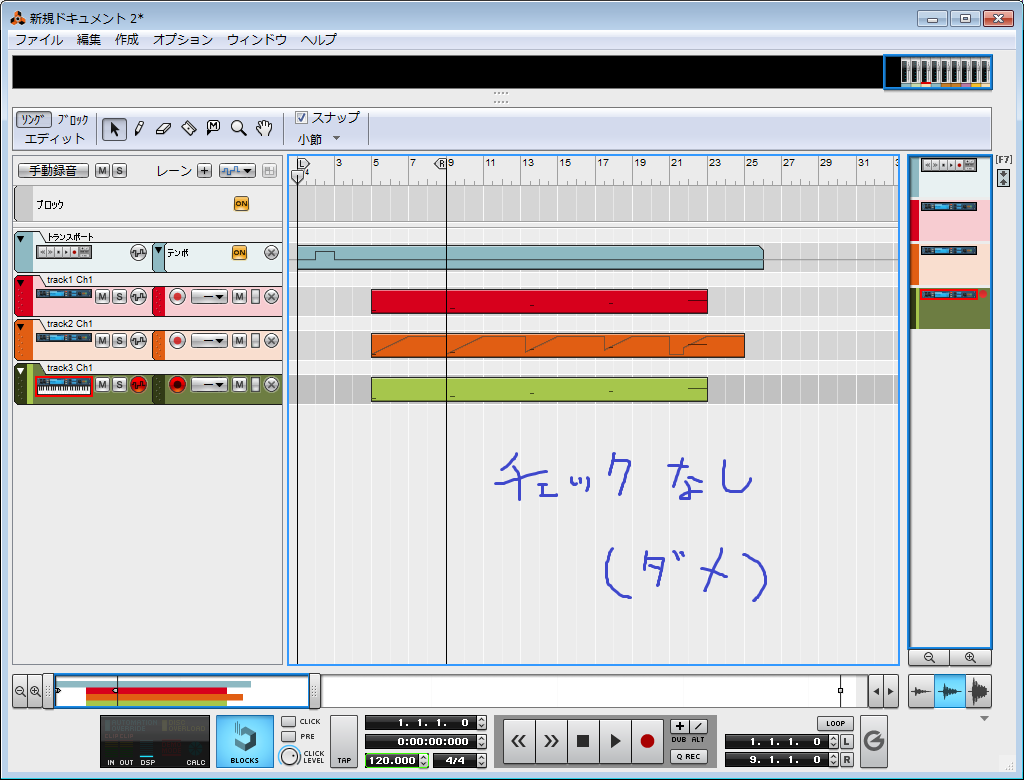 新規ドキュメント 2*
ファイル 編集 作成 オプション ウィンドウ ヘルプ
ソング ブロック
エディット
スナップ
小節
手動録音 M S レーン
ブロック ON
L 3 5 7 R 9 11 13 15 17 19 21 23 25 27 29 31 3
4
[F7]
トランスポート
テンポ ON
track1 Ch1
M S M
track2 Ch1
M S M
track3 Ch1
M S M
チェック なし
(ダメ)
IN OUT DSP CALC
BLOCKS
CLICK
PRE
CLICK LEVEL
TAP
1. 1. 1. 0
0:00:00:000
120.000 4/4
DUB ALT
Q REC
LOOP
1. 1. 1. 0 L
9. 1. 1. 0 R